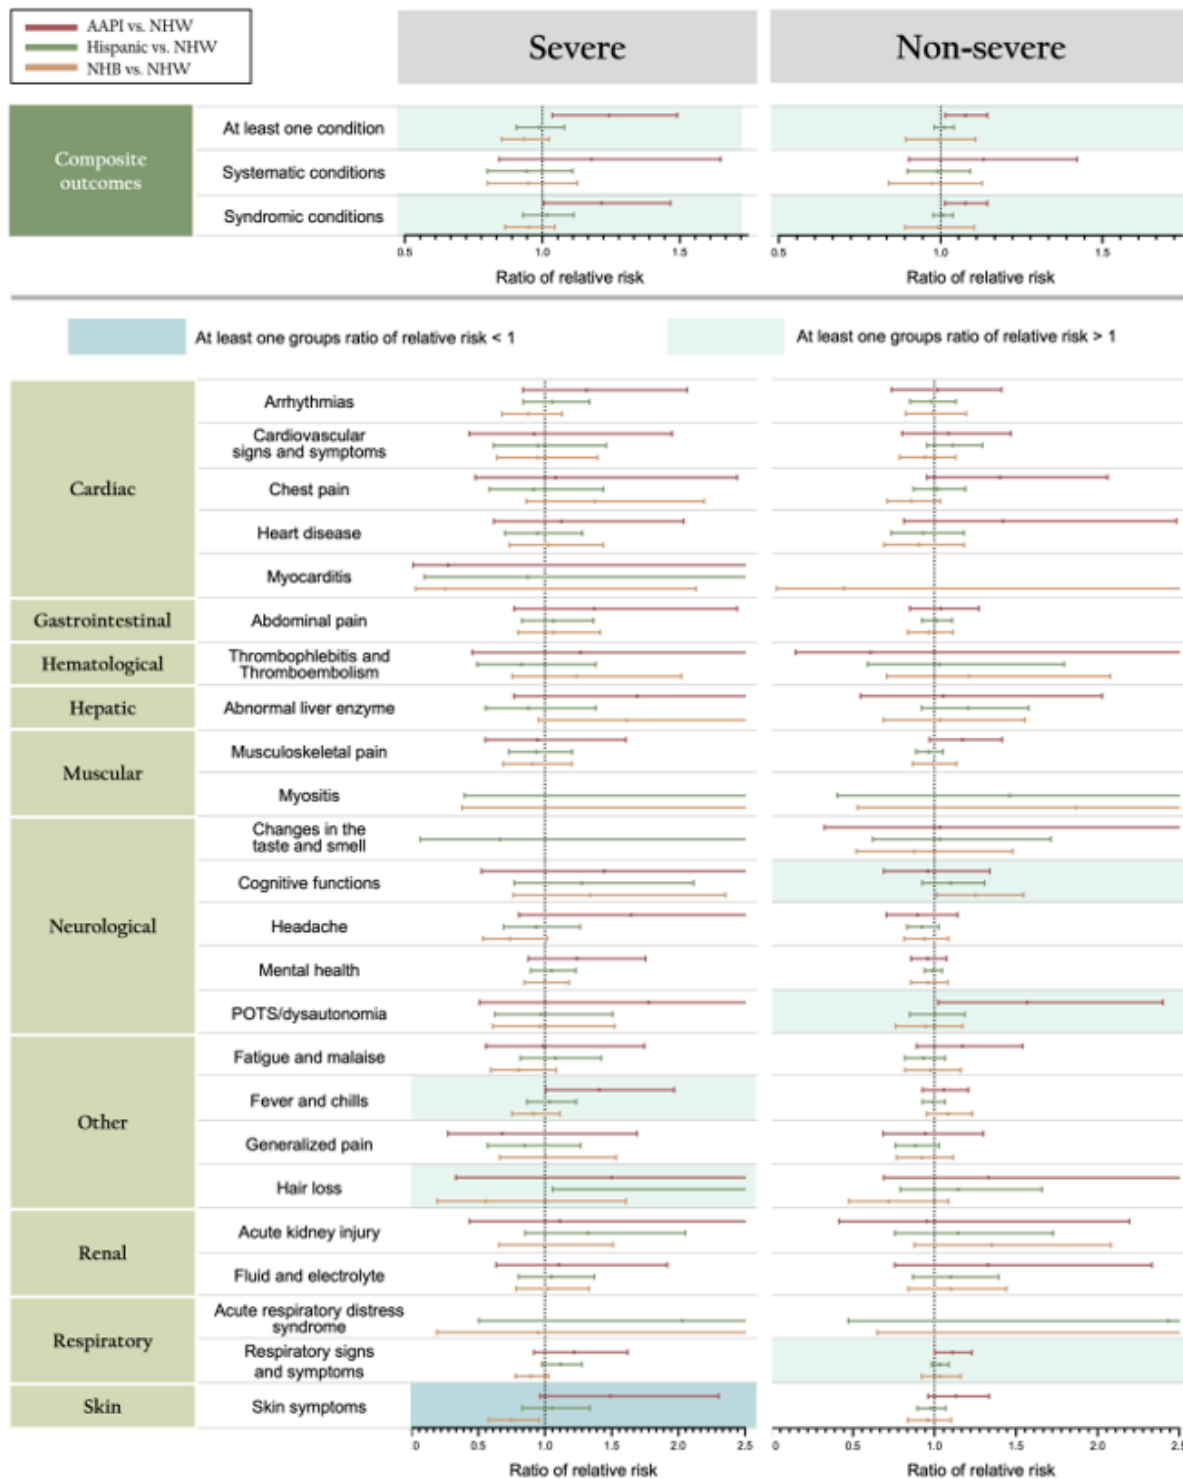 AAPI vs. NHW
Hispanic vs. NHW
NHB vs. NHW
Severe
Non-severe
Composite
outcomes
At least one condition
Systematic conditions
Syndromic conditions
0.5 1.0 1.5
0.5 1.0 1.5
Ratio of relative risk
Ratio of relative risk
At least one groups ratio of relative risk < 1
At least one groups ratio of relative risk > 1
Cardiac
Arrhythmias
Cardiovascular
signs and symptoms
Chest pain
Heart disease
Myocarditis
Gastrointestinal
Abdominal pain
Hematological
Thrombophlebitis and
Thromboembolism
Hepatic
Abnormal liver enzyme
Muscular
Musculoskeletal pain
Myositis
Neurological
Changes in the
taste and smell
Cognitive functions
Headache
Mental health
POTS/dysautonomia
Other
Fatigue and malaise
Fever and chills
Generalized pain
Hair loss
Renal
Acute kidney injury
Fluid and electrolyte
Respiratory
Acute respiratory distress
syndrome
Respiratory signs
and symptoms
Skin
Skin symptoms
.0 0.5 1.0 1.5 2.0 2.5
.0 0.5 1.0 1.5 2.0 2.5
Ratio of relative risk
Ratio of relative risk